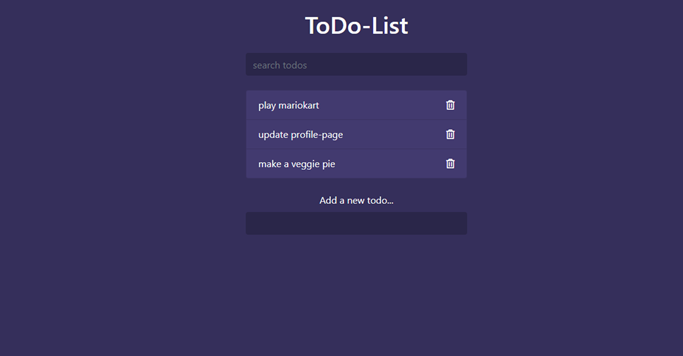 ToDo-List
search todos
play mariokart
update profile-page
make a veggie pie
Add a new todo...